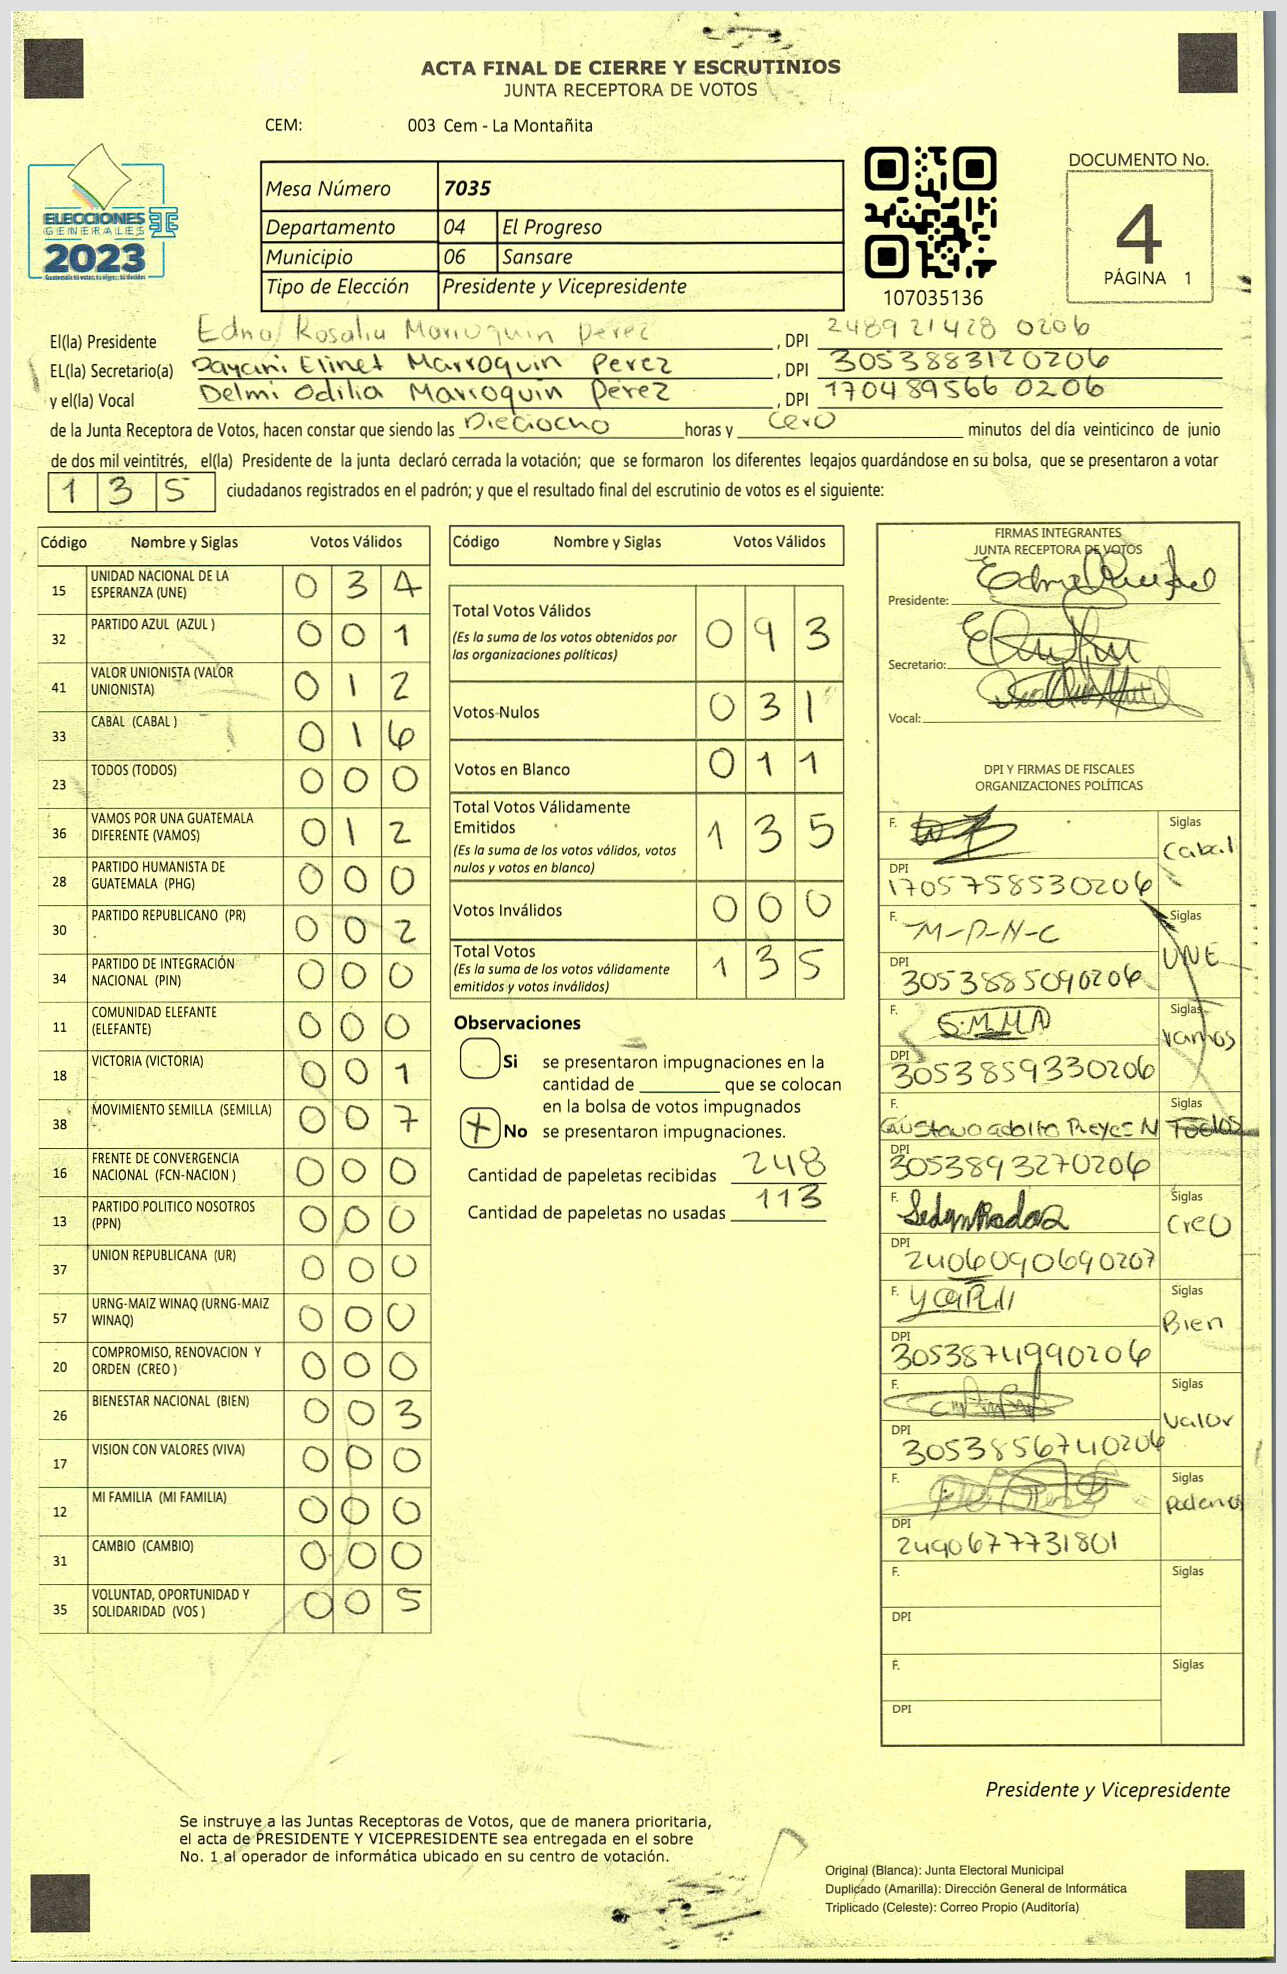 ACTA FINAL DE CIERRE Y ESCRUTINIOS
JUNTA RECEPTORA DE VOTOS
CEM: 003 Cem - La Montañita
ELECCIONES
GENERALES
2023
Mesa Número 7035
Departamento 04 El Progreso
Municipio 06 Sansare
Tipo de Elección Presidente y Vicepresidente
107035136
DOCUMENTO No.
4
PÁGINA 1
El(la) Presidente Edna Rosalia Marroquin perez, DPI 248921428 0206
EL(la) Secretario(a) Dayani Elinet Marroquin Perez, DPI 3053883120206
y el(la) Vocal Delmi Odilia Marroquin perez, DPI 170489566 0206
de la Junta Receptora de Votos, hacen constar que siendo las Dieciocho horas y cero minutos del día veinticinco de junio
de dos mil veintitrés, el(la) Presidente de la junta declaró cerrada la votación; que se formaron los diferentes legajos guardándose en su bolsa, que se presentaron a votar
1 3 5 ciudadanos registrados en el padrón; y que el resultado final del escrutinio de votos es el siguiente:
Código Nombre y Siglas Votos Válidos
15 UNIDAD NACIONAL DE LA ESPERANZA (UNE) 0 3 4
32 PARTIDO AZUL (AZUL ) 0 0 1
41 VALOR UNIONISTA (VALOR UNIONISTA) 0 1 2
33 CABAL (CABAL ) 0 1 6
23 TODOS (TODOS) 0 0 0
36 VAMOS POR UNA GUATEMALA DIFERENTE (VAMOS) 0 1 2
28 PARTIDO HUMANISTA DE GUATEMALA (PHG) 0 0 0
30 PARTIDO REPUBLICANO (PR) 0 0 2
34 PARTIDO DE INTEGRACIÓN NACIONAL (PIN) 0 0 0
11 COMUNIDAD ELEFANTE (ELEFANTE) 0 0 0
18 VICTORIA (VICTORIA) 0 0 1
38 MOVIMIENTO SEMILLA (SEMILLA) 0 0 7
16 FRENTE DE CONVERGENCIA NACIONAL (FCN-NACION ) 0 0 0
13 PARTIDO POLITICO NOSOTROS (PPN) 0 0 0
37 UNION REPUBLICANA (UR) 0 0 0
57 URNG-MAIZ WINAQ (URNG-MAIZ WINAQ) 0 0 0
20 COMPROMISO, RENOVACION Y ORDEN (CREO ) 0 0 0
26 BIENESTAR NACIONAL (BIEN) 0 0 3
17 VISION CON VALORES (VIVA) 0 0 0
12 MI FAMILIA (MI FAMILIA) 0 0 0
31 CAMBIO (CAMBIO) 0 0 0
35 VOLUNTAD, OPORTUNIDAD Y SOLIDARIDAD (VOS ) 0 0 5
Código Nombre y Siglas Votos Válidos
Total Votos Válidos 0 9 3
(Es la suma de los votos obtenidos por
las organizaciones políticas)
Votos Nulos 0 3 1
Votos en Blanco 0 1 1
Total Votos Válidamente
Emitidos 1 3 5
(Es la suma de los votos válidos, votos
nulos y votos en blanco)
Votos Inválidos 0 0 0
Total Votos 1 3 5
(Es la suma de los votos válidamente
emitidos y votos inválidos)
Observaciones
Si se presentaron impugnaciones en la
cantidad de ________ que se colocan
en la bolsa de votos impugnados
No se presentaron impugnaciones.
Cantidad de papeletas recibidas 248
Cantidad de papeletas no usadas 113
FIRMAS INTEGRANTES
JUNTA RECEPTORA DE VOTOS
Presidente:
Secretario:
Vocal:
DPI Y FIRMAS DE FISCALES
ORGANIZACIONES POLÍTICAS
F. Siglas Cabal
DPI 1705758530206
F. M-P-N-C Siglas UNE
DPI 3053885090206
F. S.M.M.A Siglas Vamos
DPI 3053859330206
F. Gustavo adolfo P.reyes N Siglas Todos
DPI 3053893270206
F. Siglas Creo
DPI 2406090690207
F. Siglas Bien
DPI 3053874990206
F. Siglas valor
DPI 3053856740206
F. Siglas Podemos
DPI 2490677731801
F. Siglas
DPI
F. Siglas
DPI
Presidente y Vicepresidente
Se instruye a las Juntas Receptoras de Votos, que de manera prioritaria,
el acta de PRESIDENTE Y VICEPRESIDENTE sea entregada en el sobre
No. 1 al operador de informática ubicado en su centro de votación.
Original (Blanca): Junta Electoral Municipal
Duplicado (Amarilla): Dirección General de Informática
Triplicado (Celeste): Correo Propio (Auditoría)